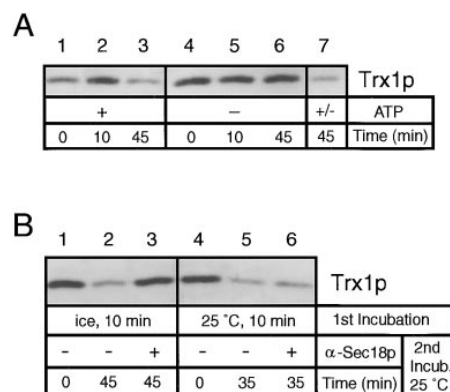 A
1 2 3 4 5 6 7
Trx1p
+ – +/- ATP
0 10 45 0 10 45 45 Time (min)
B
1 2 3 4 5 6
Trx1p
ice, 10 min 25 ˚C, 10 min 1st Incubation
- - + - - + α-Sec18p 2nd Incub. 25 ˚C
0 45 45 0 35 35 Time (min)